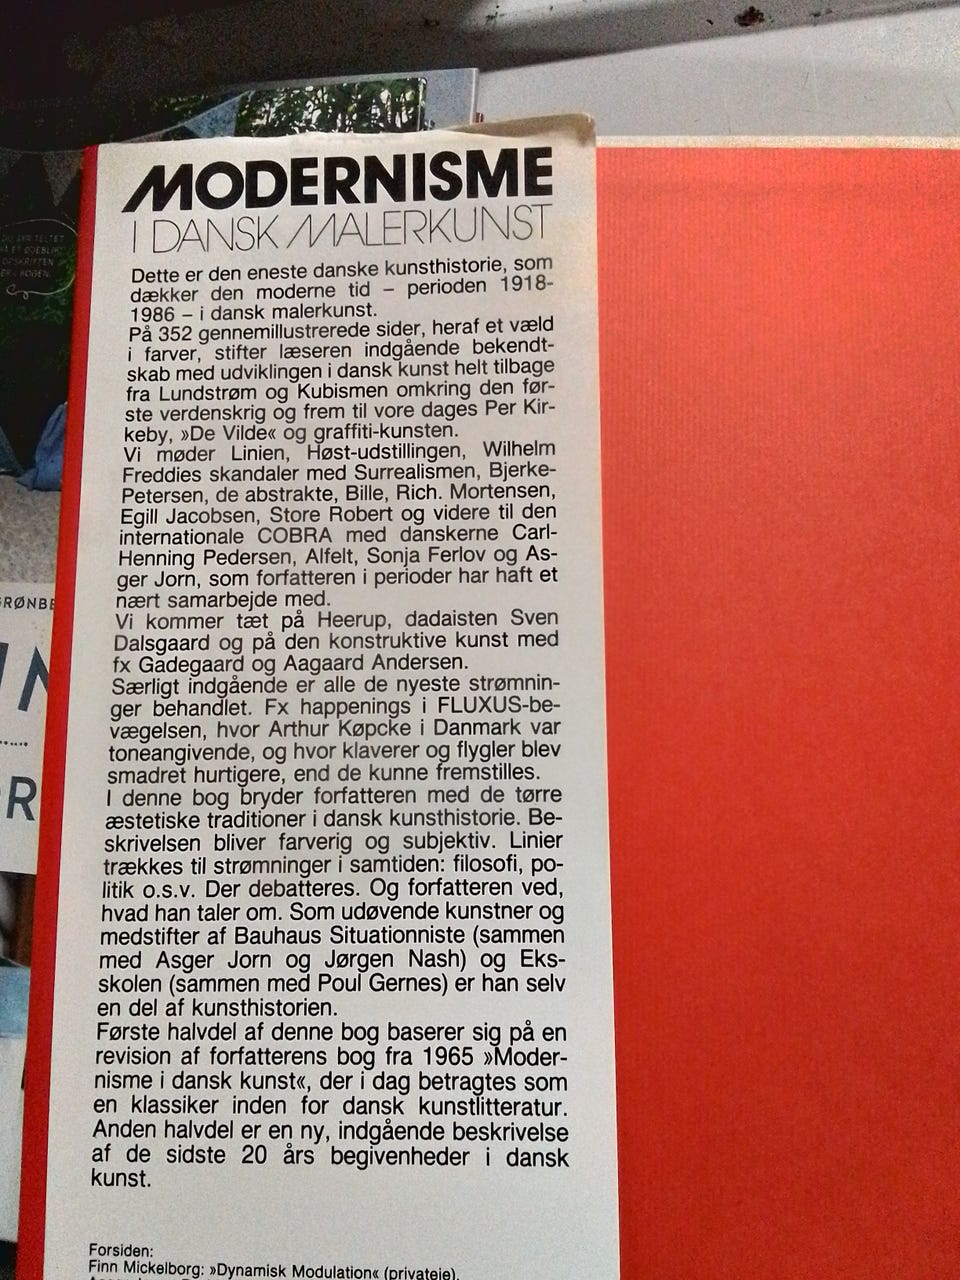 MODERNISME
I DANSK MALERKUNST
Dette er den eneste danske kunsthistorie, som
dækker den moderne tid – perioden 1918-
1986 – i dansk malerkunst.
På 352 gennemillustrerede sider, heraf et væld
i farver, stifter læseren indgående bekendt-
skab med udviklingen i dansk kunst helt tilbage
fra Lundstrøm og Kubismen omkring den før-
ste verdenskrig og frem til vore dages Per Kir-
keby, »De Vilde« og graffiti-kunsten.
Vi møder Linien, Høst-udstillingen, Wilhelm
Freddies skandaler med Surrealismen, Bjerke-
Petersen, de abstrakte, Bille, Rich. Mortensen,
Egill Jacobsen, Store Robert og videre til den
internationale COBRA med danskerne Carl-
Henning Pedersen, Alfelt, Sonja Ferlov og As-
ger Jorn, som forfatteren i perioder har haft et
nært samarbejde med.
Vi kommer tæt på Heerup, dadaisten Sven
Dalsgaard og på den konstruktive kunst med
fx Gadegaard og Aagaard Andersen.
Særligt indgående er alle de nyeste strømnin-
ger behandlet. Fx happenings i FLUXUS-be-
vægelsen, hvor Arthur Køpcke i Danmark var
toneangivende, og hvor klaverer og flygler blev
smadret hurtigere, end de kunne fremstilles.
I denne bog bryder forfatteren med de tørre
æstetiske traditioner i dansk kunsthistorie. Be-
skrivelsen bliver farverig og subjektiv. Linier
trækkes til strømninger i samtiden: filosofi, po-
litik o.s.v. Der debatteres. Og forfatteren ved,
hvad han taler om. Som udøvende kunstner og
medstifter af Bauhaus Situationniste (sammen
med Asger Jorn og Jørgen Nash) og Eks-
skolen (sammen med Poul Gernes) er han selv
en del af kunsthistorien.
Første halvdel af denne bog baserer sig på en
revision af forfatterens bog fra 1965 »Moder-
nisme i dansk kunst«, der i dag betragtes som
en klassiker inden for dansk kunstlitteratur.
Anden halvdel er en ny, indgående beskrivelse
af de sidste 20 års begivenheder i dansk
kunst.
Forsiden:
Finn Mickelborg: »Dynamisk Modulation« (privateje).